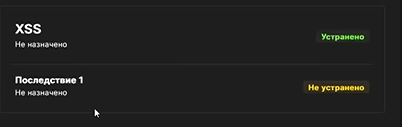 XSS
Устранено
Не назначено
Последствие 1
Не устранено
Не назначено